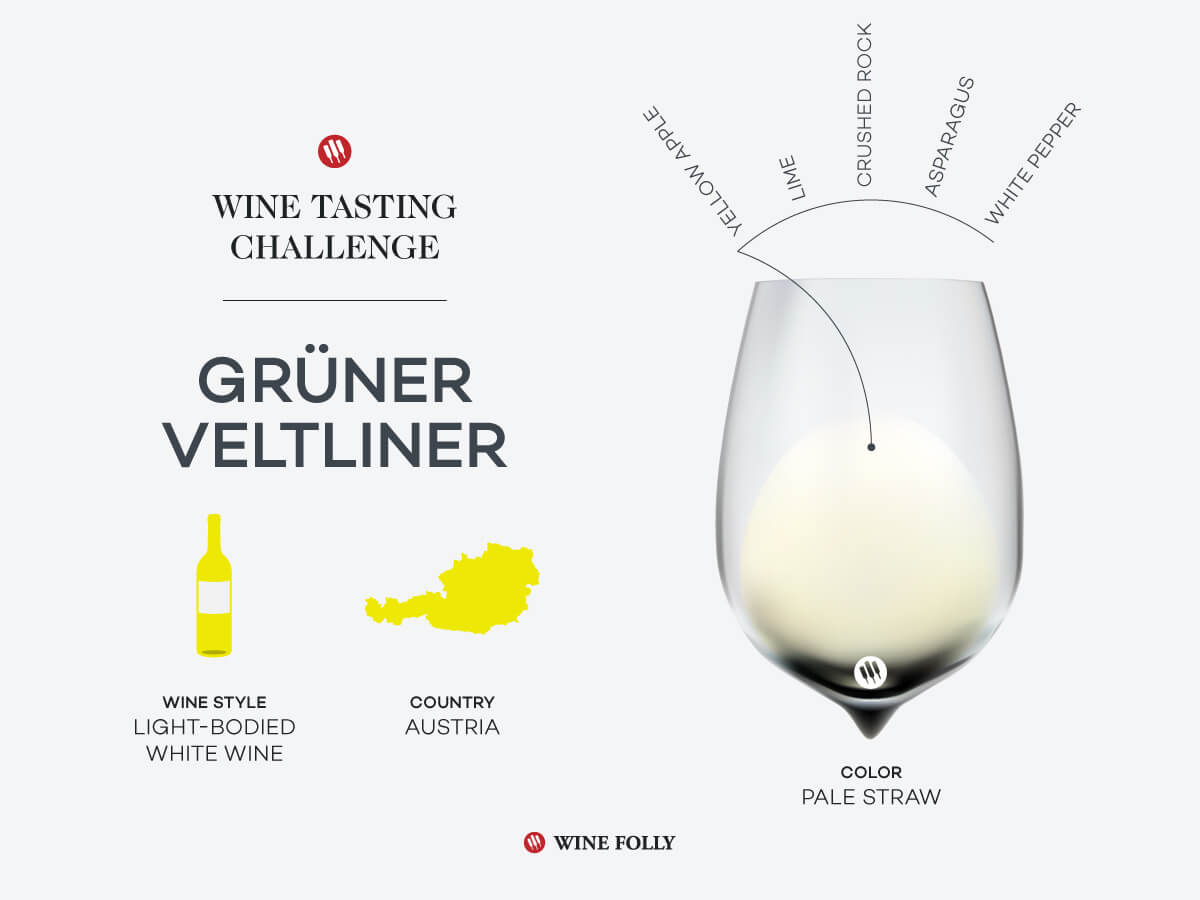 WINE TASTING
CHALLENGE
GRÜNER
VELTLINER
WINE STYLE
LIGHT-BODIED
WHITE WINE
COUNTRY
AUSTRIA
YELLOW APPLE
LIME
CRUSHED ROCK
ASPARAGUS
WHITE PEPPER
COLOR
PALE STRAW
WINE FOLLY